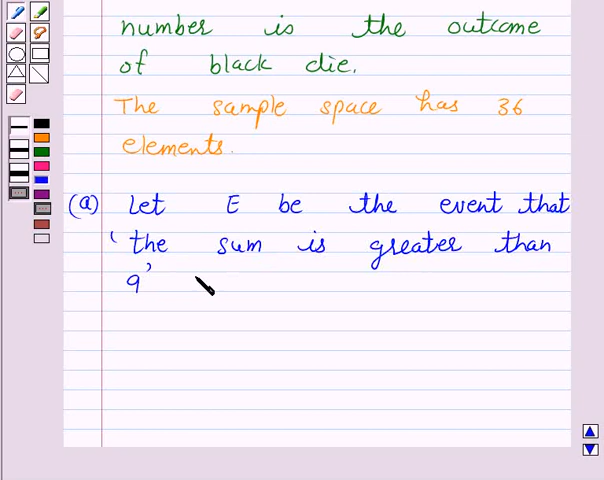 number is the outcome
of black die.
The sample space has 36
elements.
(a) Let E be the event that
'the sum is greater than
9'